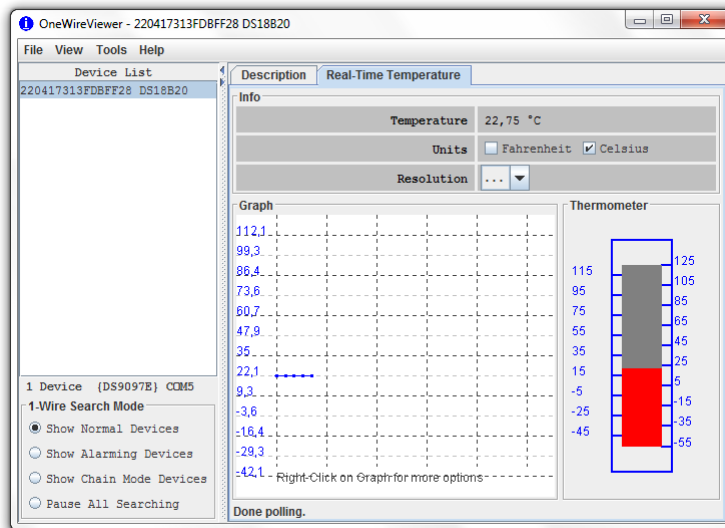 OneWireViewer - 220417313FDBFF28 DS18B20
File View Tools Help
Device List
220417313FDBFF28 DS18B20
Description Real-Time Temperature
Info
Temperature 22,75 °C
Units Fahrenheit Celsius
Resolution ...
Graph
112,1
99,3
86,4
73,6
60,7
47,9
35
22,1
9,3
-3,6
-16,4
-29,3
-42,1
Right-Click on Graph for more options
Thermometer
125
115
105
95
85
75
65
55
45
35
25
15
5
-5
-15
-25
-35
-45
-55
1 Device {DS9097E} COM5
1-Wire Search Mode
Show Normal Devices
Show Alarming Devices
Show Chain Mode Devices
Pause All Searching
Done polling.